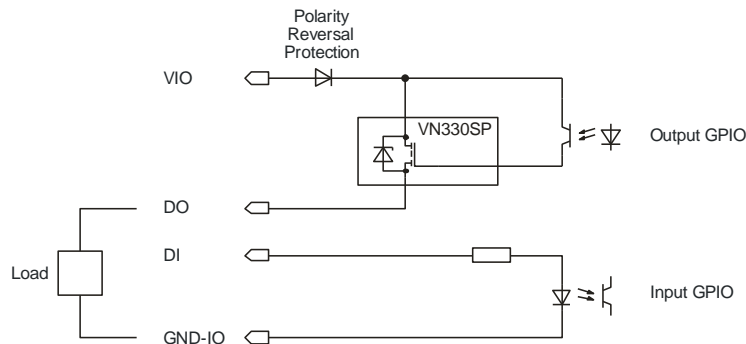 Polarity
Reversal
Protection
VIO
VN330SP
Output GPIO
DO
DI
Load
Input GPIO
GND-IO